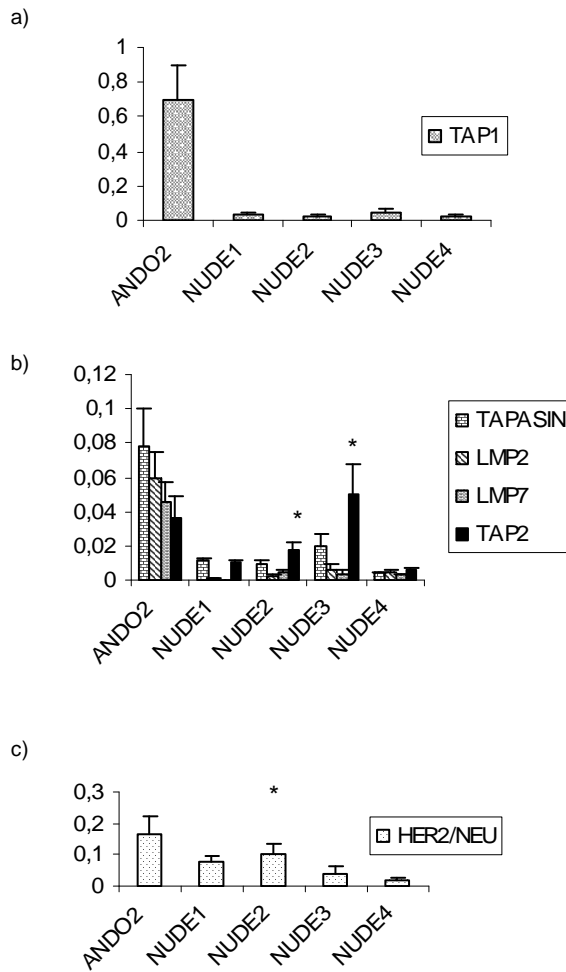 a)
1
0,8
0,6
0,4
0,2
0
TAP1
ANDO2
NUDE1
NUDE2
NUDE3
NUDE4
b)
0,12
0,1
0,08
0,06
0,04
0,02
0
*
*
TAPASIN
LMP2
LMP7
TAP2
ANDO2
NUDE1
NUDE2
NUDE3
NUDE4
c)
0,3
0,2
0,1
0
*
HER2/NEU
ANDO2
NUDE1
NUDE2
NUDE3
NUDE4